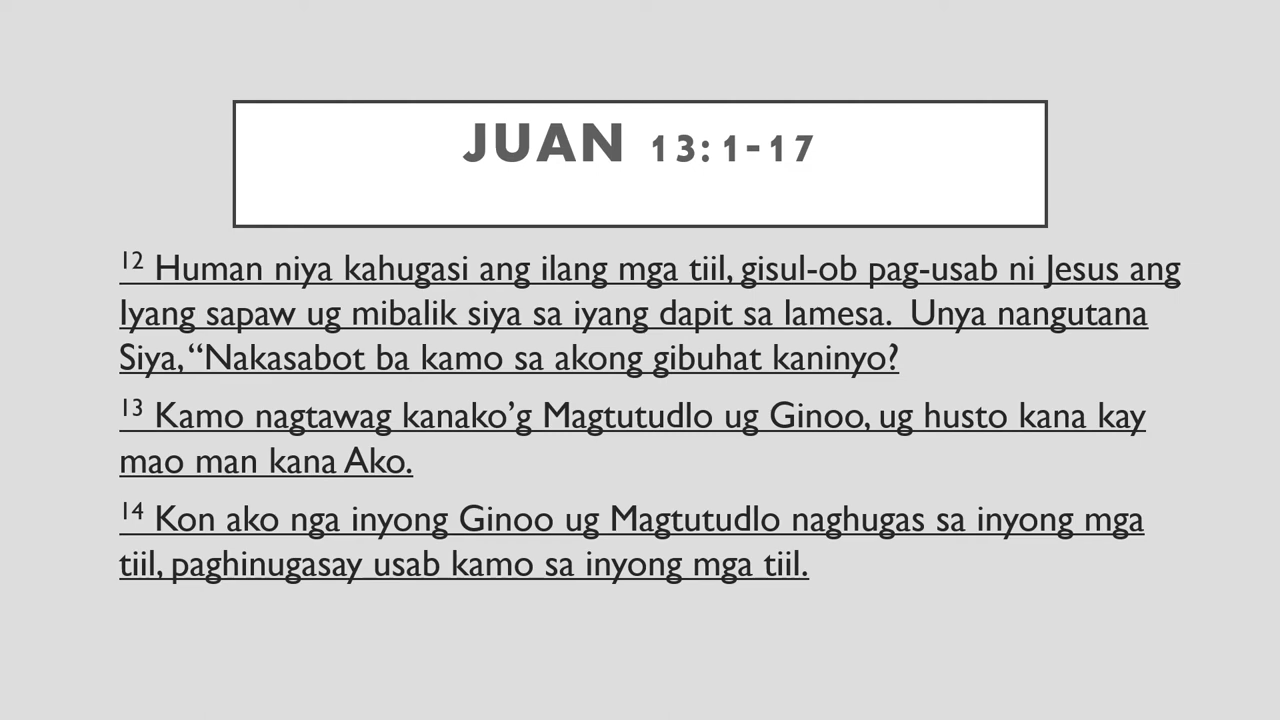 JUAN 13:1-17
12 Human niya kahugasi ang ilang mga tiil, gisul-ob pag-usab ni Jesus ang
Iyang sapaw ug mibalik siya sa iyang dapit sa lamesa.  Unya nangutana
Siya, “Nakasabot ba kamo sa akong gibuhat kaninyo?
13 Kamo nagtawag kanako’g Magtutudlo ug Ginoo, ug husto kana kay
mao man kana Ako.
14 Kon ako nga inyong Ginoo ug Magtutudlo naghugas sa inyong mga
tiil, paghinugasay usab kamo sa inyong mga tiil.